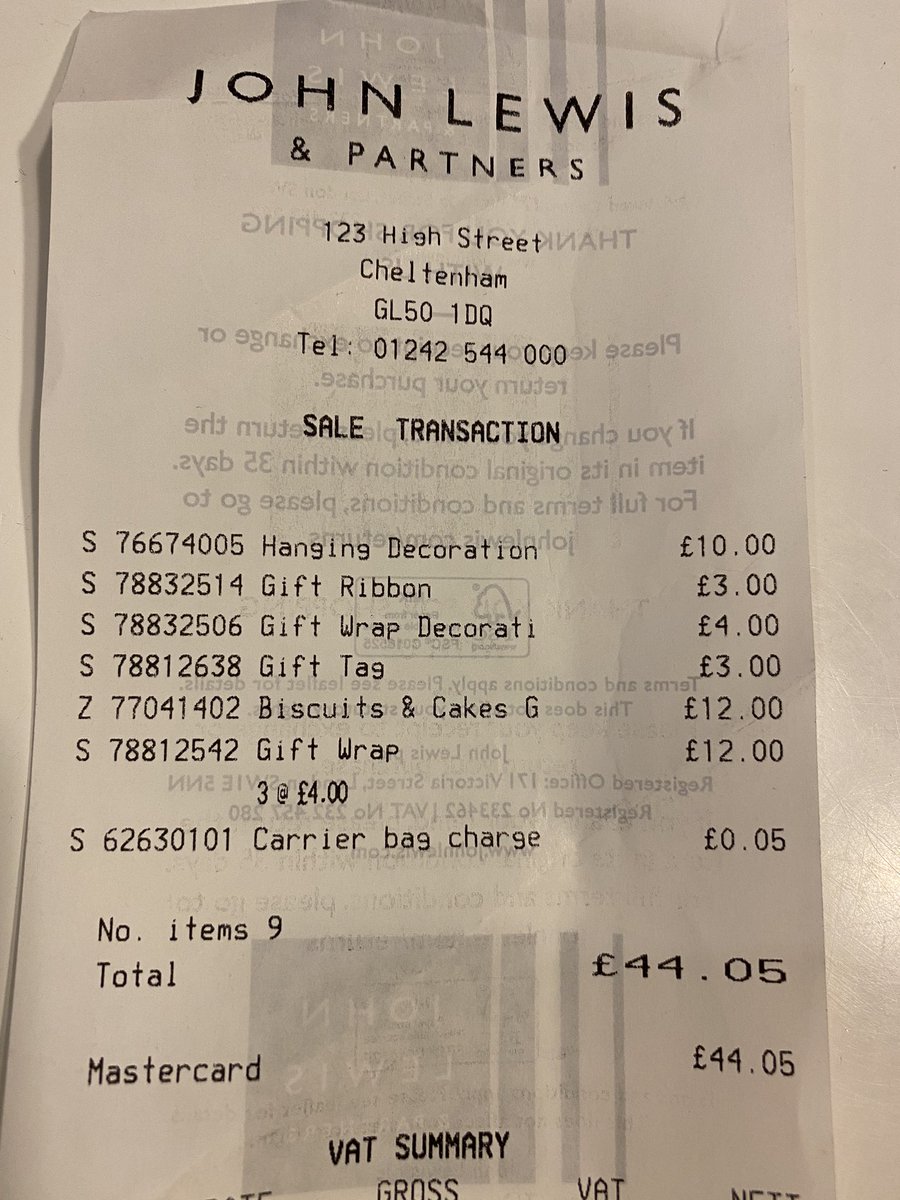 JOHN LEWIS
& PARTNERS
123 High Street
Cheltenham
GL50 1DQ
Tel: 01242 544 000
SALE TRANSACTION
S 76674005 Hanging Decoration £10.00
S 78832514 Gift Ribbon £3.00
S 78832506 Gift Wrap Decorati £4.00
S 78812638 Gift Tag £3.00
Z 77041402 Biscuits & Cakes G £12.00
S 78812542 Gift Wrap £12.00
3 @ £4.00
S 62630101 Carrier bag charge £0.05
No. items 9
Total £44.05
Mastercard £44.05
VAT SUMMARY
GROSS VAT